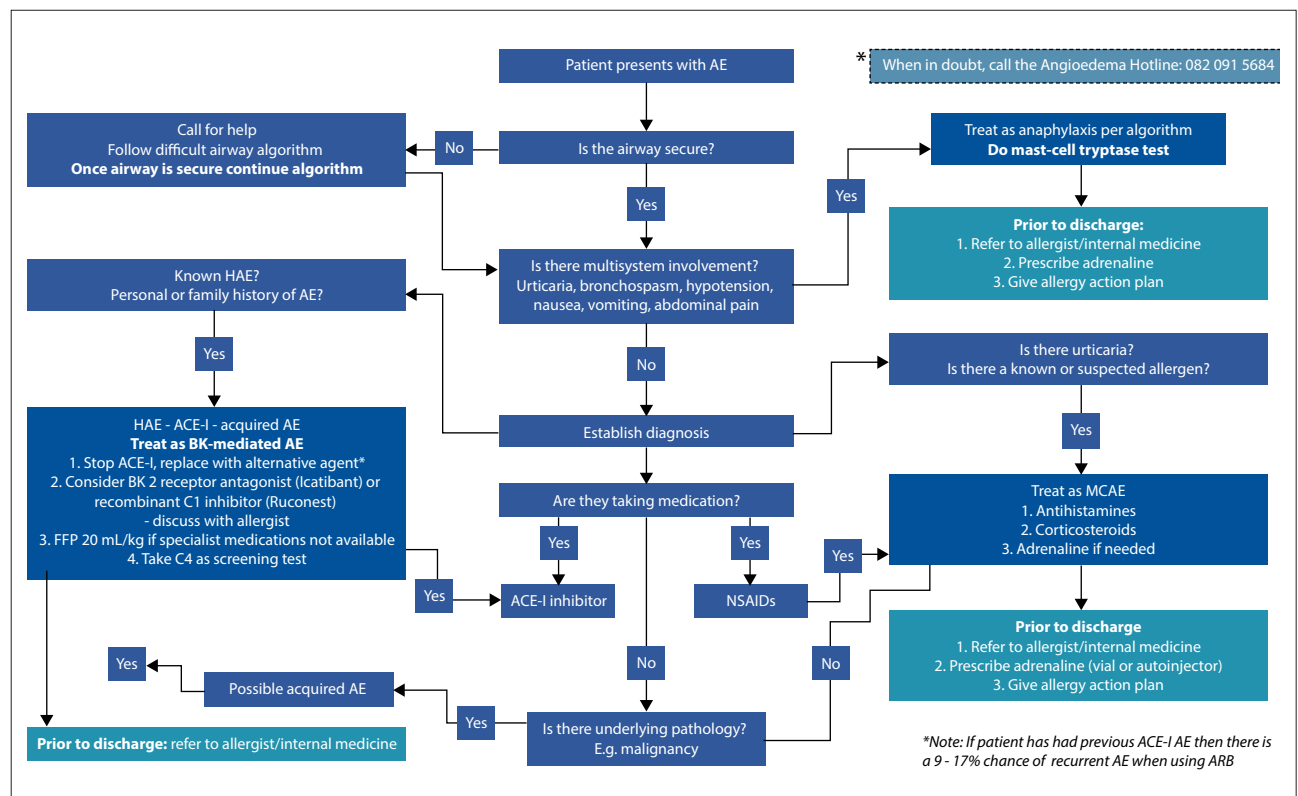 Patient presents with AE
* When in doubt, call the Angioedema Hotline: 082 091 5684
Call for help
Follow difficult airway algorithm
Once airway is secure continue algorithm
No
Is the airway secure?
Treat as anaphylaxis per algorithm
Do mast-cell tryptase test
Yes
Yes
Prior to discharge:
1. Refer to allergist/internal medicine
2. Prescribe adrenaline
3. Give allergy action plan
Known HAE?
Personal or family history of AE?
Is there multisystem involvement?
Urticaria, bronchospasm, hypotension,
nausea, vomiting, abdominal pain
Yes
No
Is there urticaria?
Is there a known or suspected allergen?
HAE - ACE-I - acquired AE
Treat as BK-mediated AE
1. Stop ACE-I, replace with alternative agent*
2. Consider BK 2 receptor antagonist (Icatibant) or
recombinant C1 inhibitor (Ruconest)
- discuss with allergist
3. FFP 20 mL/kg if specialist medications not available
4. Take C4 as screening test
Establish diagnosis
Yes
Are they taking medication?
Treat as MCAE
1. Antihistamines
2. Corticosteroids
3. Adrenaline if needed
Yes
Yes
Yes
Yes
ACE-I inhibitor
NSAIDs
Prior to discharge
1. Refer to allergist/internal medicine
2. Prescribe adrenaline (vial or autoinjector)
3. Give allergy action plan
Yes
No
No
Possible acquired AE
Yes
Is there underlying pathology?
E.g. malignancy
Prior to discharge: refer to allergist/internal medicine
*Note: If patient has had previous ACE-I AE then there is
a 9 - 17% chance of recurrent AE when using ARB